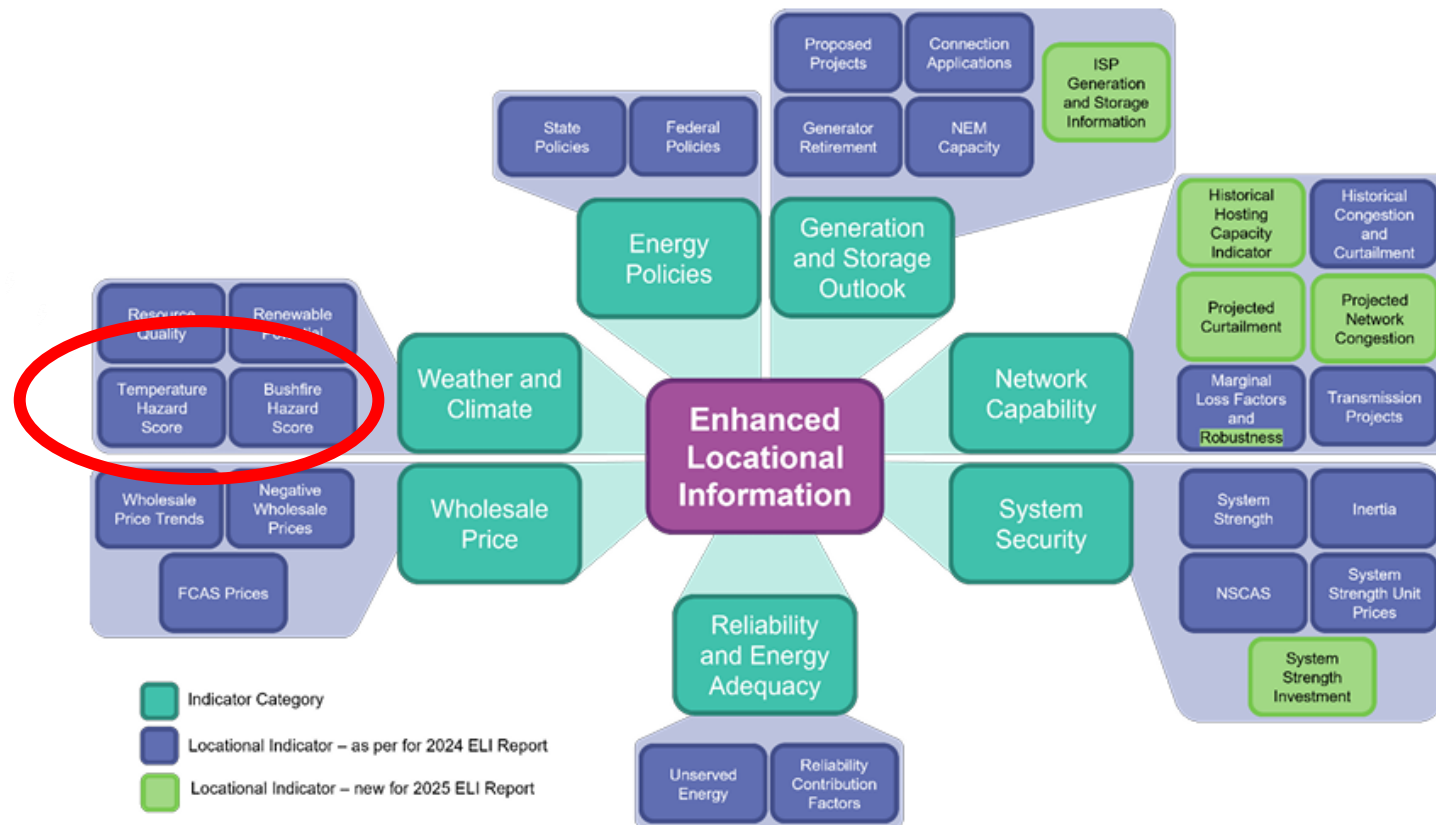 Proposed
Projects
Connection
Applications
ISP
Generation
and Storage
Information
Generator
Retirement
NEM
Capacity
State
Policies
Federal
Policies
Energy
Policies
Generation
and Storage
Outlook
Historical
Hosting
Capacity
Indicator
Historical
Congestion
and
Curtailment
Projected
Curtailment
Projected
Network
Congestion
Marginal
Loss Factors
and
Robustness
Transmission
Projects
Resource
Quality
Renewable
Potential
Temperature
Hazard
Score
Bushfire
Hazard
Score
Weather and
Climate
Network
Capability
Enhanced
Locational
Information
Wholesale
Price Trends
Negative
Wholesale
Prices
FCAS Prices
Wholesale
Price
System
Security
System
Strength
Inertia
NSCAS
System
Strength Unit
Prices
System
Strength
Investment
Reliability
and Energy
Adequacy
Unserved
Energy
Reliability
Contribution
Factors
Indicator Category
Locational Indicator – as per for 2024 ELI Report
Locational Indicator – new for 2025 ELI Report